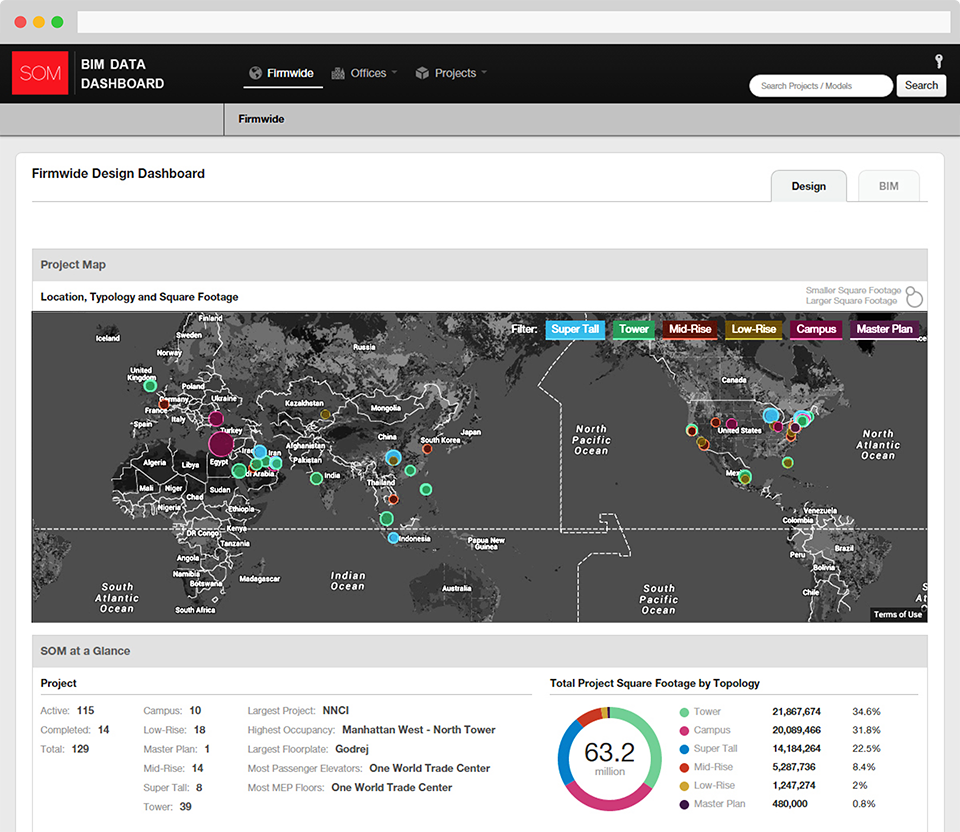 SOM
BIM DATA
DASHBOARD
Firmwide
Offices
Projects
Search Projects / Models
Search
Firmwide
Firmwide Design Dashboard
Design
BIM
Project Map
Location, Typology and Square Footage
Smaller Square Footage
Larger Square Footage
Filter:
Super Tall
Tower
Mid-Rise
Low-Rise
Campus
Master Plan
Finland
Iceland
Sweden
Norway
Russia
United
Kingdom
Poland
Germany
Ukraine
France
Kazakhstan
Mongolia
Canada
Italy
Spain
Turkey
China
South Korea
Japan
United States
North
Pacific
Ocean
North
Atlantic
Ocean
Iran
Afghanistan
Pakistan
Algeria
Libya
Egypt
India
Mali
Niger
Sudan
Chad
Thailand
Nigeria
Ethiopia
Venezuela
Colombia
Kenya
DR Congo
Tanzania
Indonesia
Papua New
Guinea
Peru
Brazil
Angola
Bolivia
Namibia
Botswana
Madagascar
Indian
Ocean
Australia
South
Atlantic
Ocean
South
Pacific
Ocean
Chile
South Africa
Terms of Use
SOM at a Glance
Project
Active: 115
Completed: 14
Total: 129
Campus: 10
Low-Rise: 18
Master Plan: 1
Mid-Rise: 14
Super Tall: 8
Tower: 39
Largest Project: NNCI
Highest Occupancy: Manhattan West - North Tower
Largest Floorplate: Godrej
Most Passenger Elevators: One World Trade Center
Most MEP Floors: One World Trade Center
Total Project Square Footage by Topology
63.2
million
Tower 21,867,674 34.6%
Campus 20,089,466 31.8%
Super Tall 14,184,264 22.5%
Mid-Rise 5,287,736 8.4%
Low-Rise 1,247,274 2%
Master Plan 480,000 0.8%